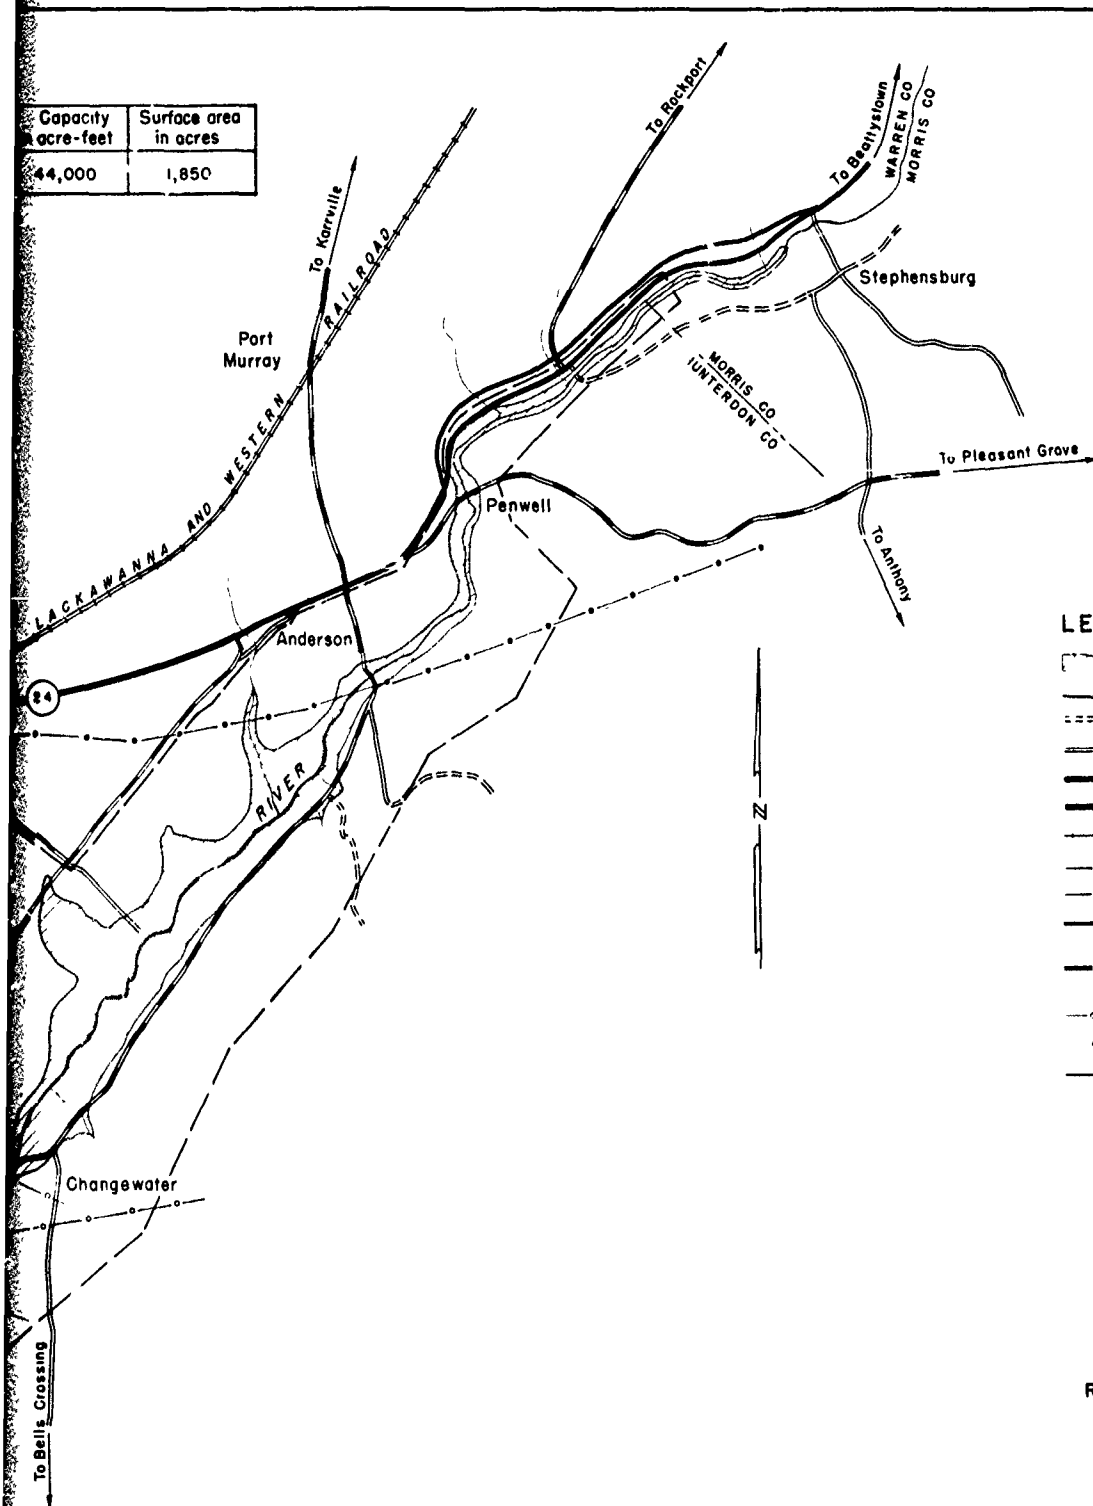 Capacity
acre-feet
Surface area
in acres
44,000
1,850
To Rockport
To Beattystown
WARREN CO
MORRIS CO
To Karrville
LACKAWANNA AND WESTERN RAILROAD
Port
Murray
Stephensburg
MORRIS CO
UNTERDON CO
To Pleasant Grove
Penwell
To Anthony
Anderson
LE
24
RIVER
N
Changewater
To Bells Crossing
R